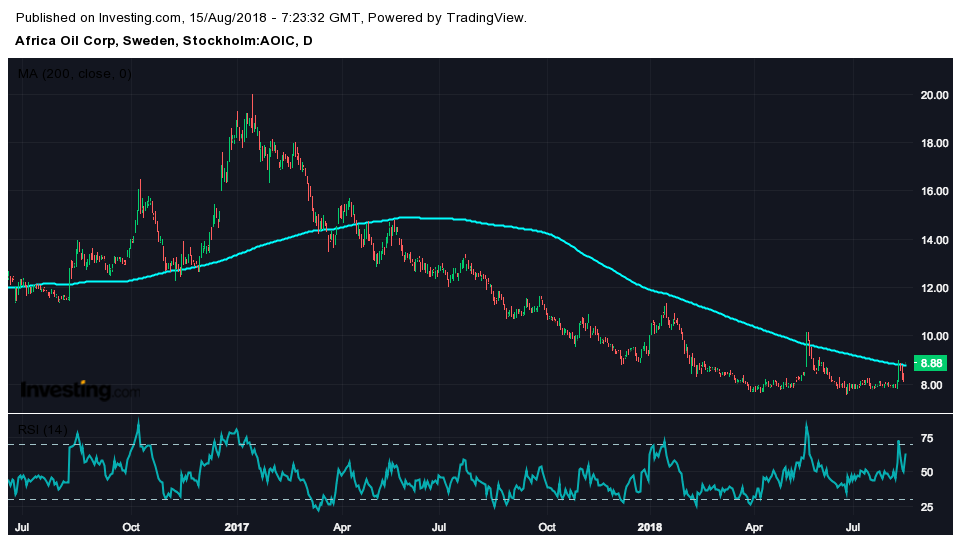 Published on Investing.com, 15/Aug/2018 - 7:23:32 GMT, Powered by TradingView.
Africa Oil Corp, Sweden, Stockholm:AOIC, D
MA (200, close, 0)
20.00
18.00
16.00
14.00
12.00
10.00
8.88
8.00
Investing.com
RSI (14)
75
50
25
Jul Oct 2017 Apr Jul Oct 2018 Apr Jul